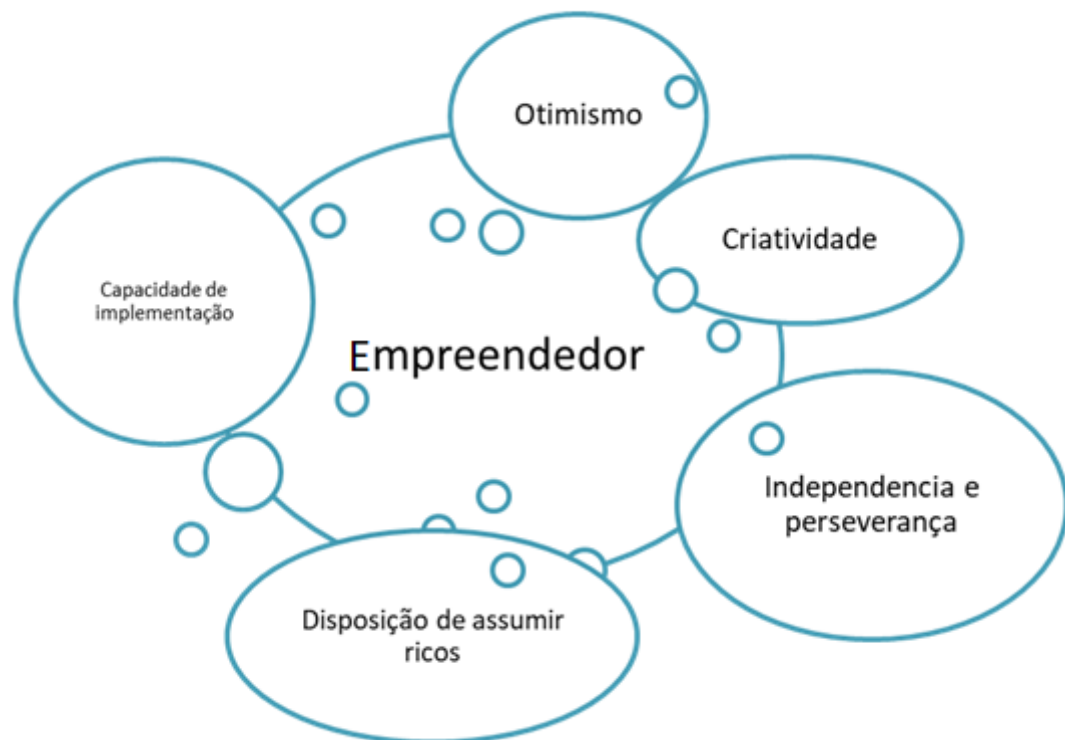 Otimismo
Criatividade
Capacidade de
implementação
Empreendedor
Independencia e
perseverança
Disposição de assumir
ricos